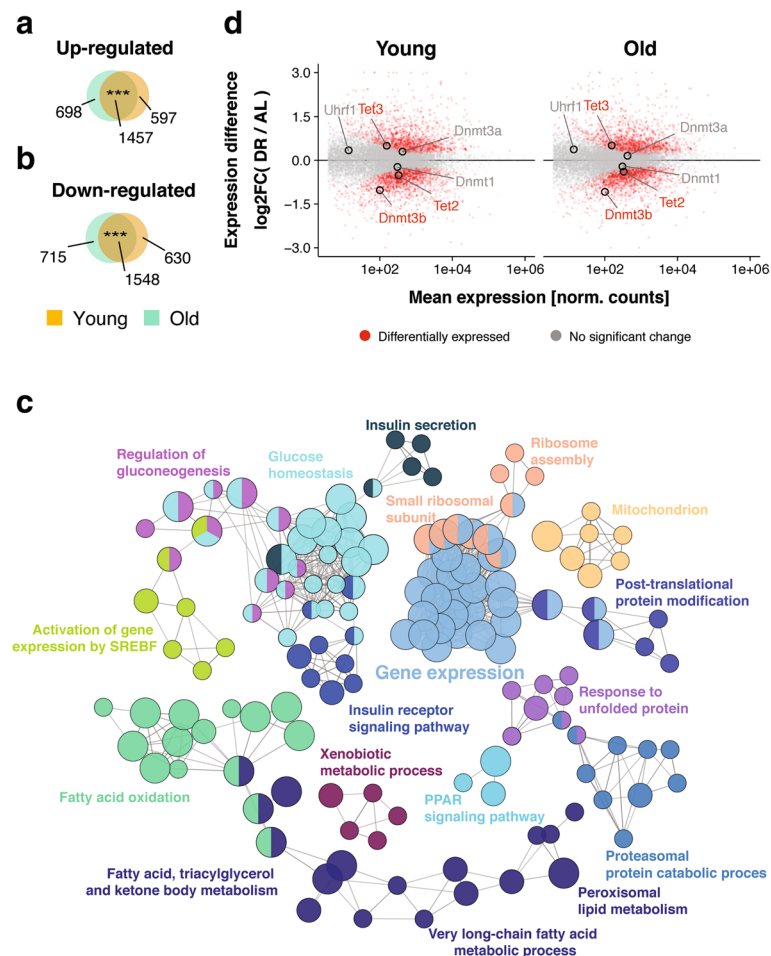 a
Up-regulated
***
698
597
1457
b
Down-regulated
***
715
630
1548
Young
Old
d
Young
Old
Expression difference
log2FC( DR / AL )
3.0
1.5
0.0
−1.5
−3.0
Uhrf1
Tet3
Dnmt3a
Dnmt1
Tet2
Dnmt3b
Uhrf1
Tet3
Dnmt3a
Dnmt1
Tet2
Dnmt3b
1e+02
1e+04
1e+06
1e+02
1e+04
1e+06
Mean expression [norm. counts]
Differentially expressed
No significant change
c
Insulin secretion
Regulation of
gluconeogenesis
Glucose
homeostasis
Ribosome
assembly
Small ribosomal
subunit
Mitochondrion
Post-translational
protein modification
Activation of gene
expression by SREBF
Gene expression
Insulin receptor
signaling pathway
Response to
unfolded protein
Xenobiotic
metabolic process
Fatty acid oxidation
PPAR
signaling pathway
Proteasomal
protein catabolic proces
Fatty acid, triacylglycerol
and ketone body metabolism
Peroxisomal
lipid metabolism
Very long-chain fatty acid
metabolic process